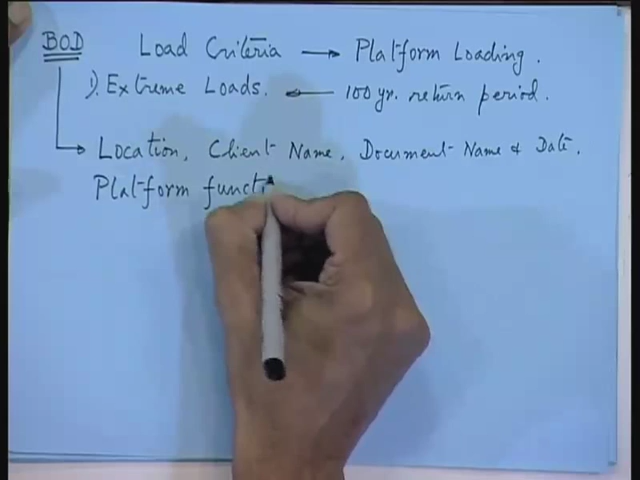 BOD Load Criteria → Platform Loading.
1). Extreme Loads. ← 100 yr. return period.
→ Location, Client Name, Document Name & Date.
Platform functi